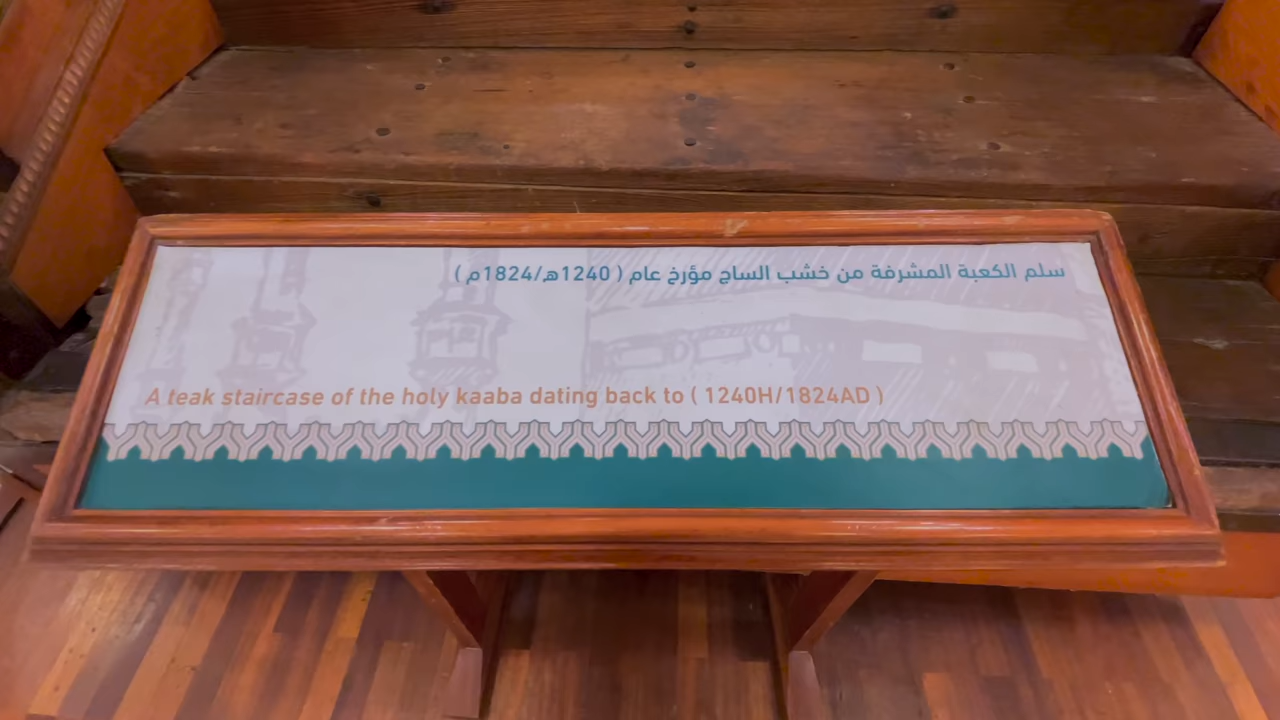 سلم الكعبة المشرفة من خشب الساج مؤرخ عام ( 1240هـ/1824م )
A teak staircase of the holy kaaba dating back to ( 1240H/1824AD )